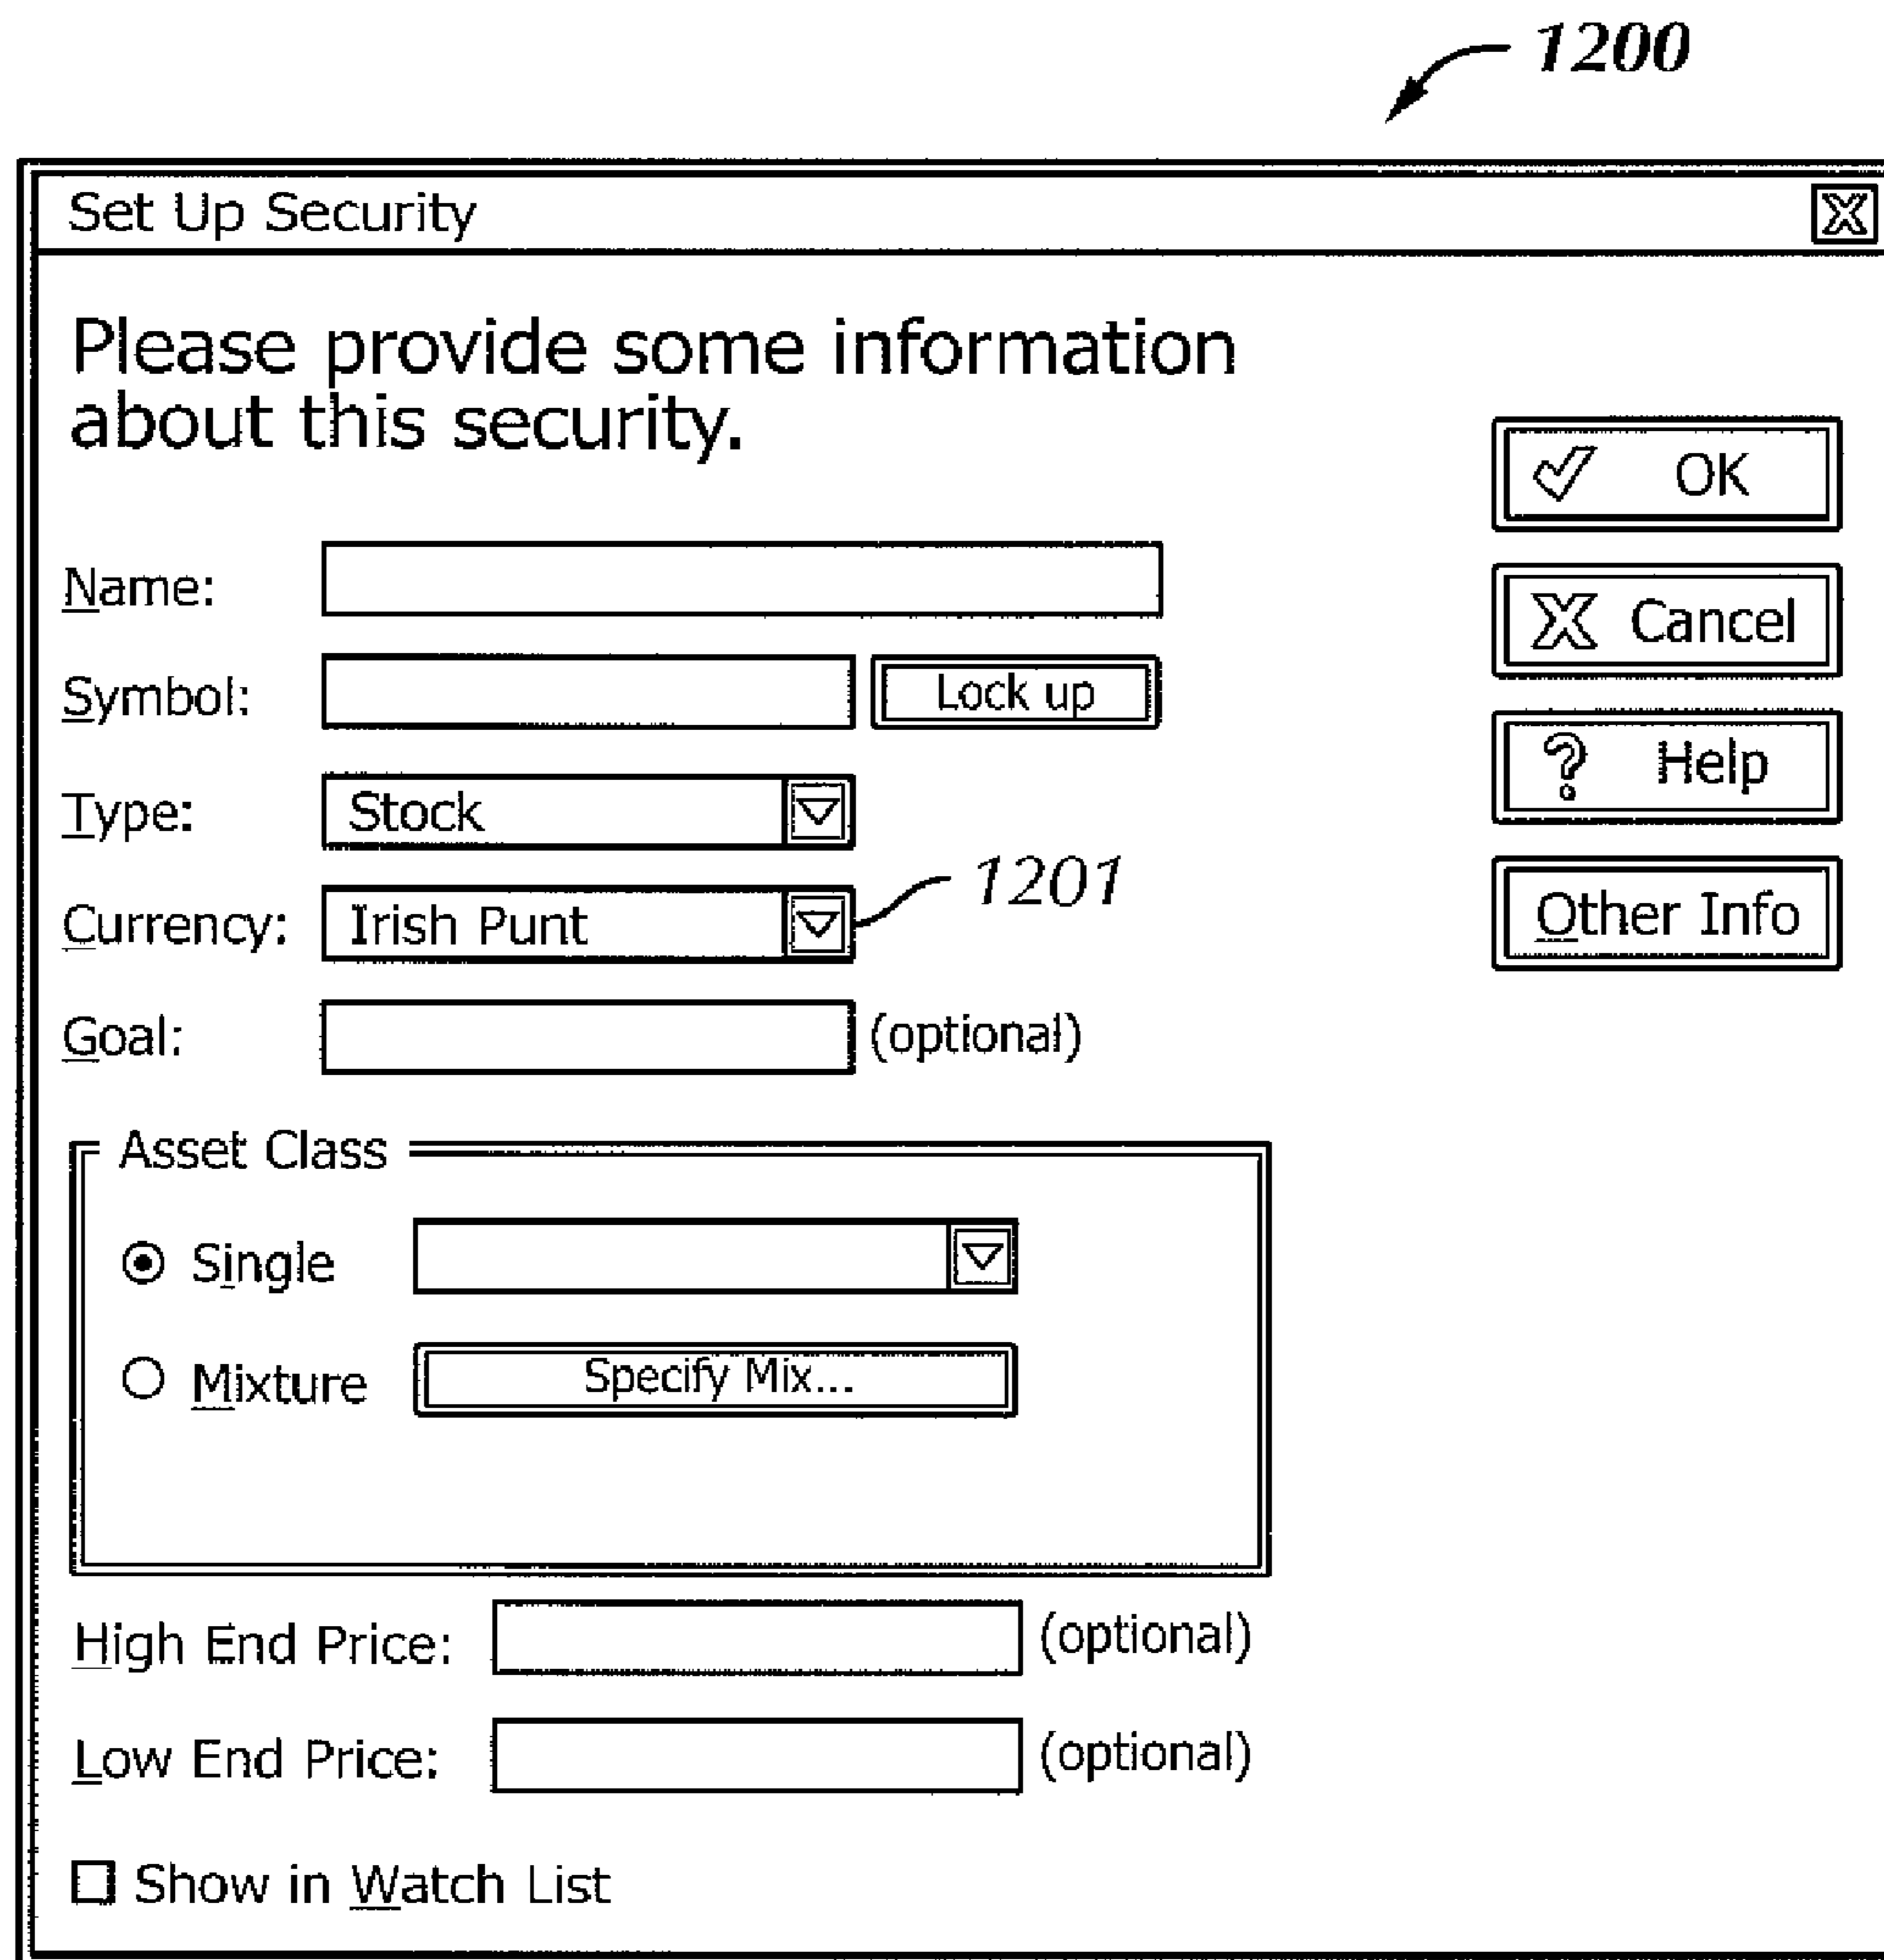 1200
Set Up Security
Please provide some information
about this security.
OK
Name:
Cancel
Symbol: Lock up
Help
Type: Stock
1201
Currency: Irish Punt
Other Info
Goal: (optional)
Asset Class
Single
Mixture Specify Mix...
High End Price: (optional)
Low End Price: (optional)
Show in Watch List